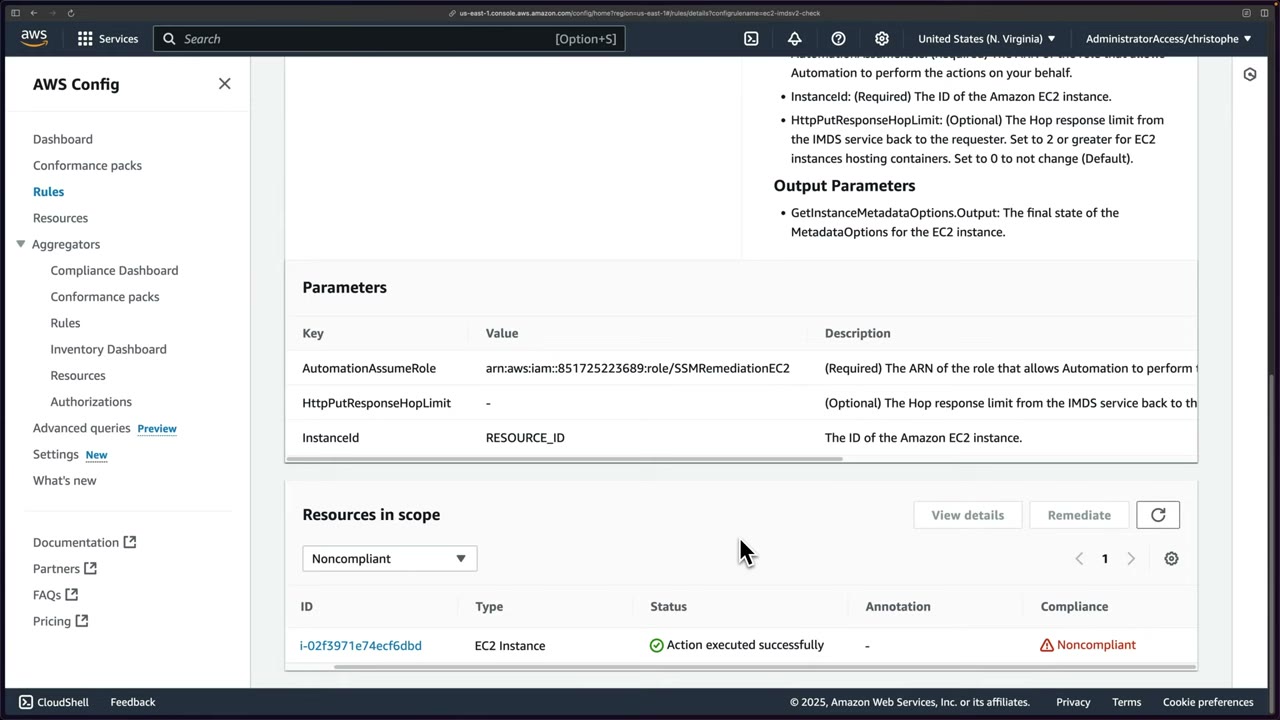 us-east-1.console.aws.amazon.com/config/home?region=us-east-1#/rules/details?configrulename=ec2-imdsv2-check
aws
Services
Search
[Option+S]
United States (N. Virginia)
AdministratorAccess/christophe
AWS Config
Dashboard
Conformance packs
Rules
Resources
Aggregators
Compliance Dashboard
Conformance packs
Rules
Inventory Dashboard
Resources
Authorizations
Advanced queries Preview
Settings New
What's new
Documentation
Partners
FAQs
Pricing
Automation to perform the actions on your behalf.
• InstanceId: (Required) The ID of the Amazon EC2 instance.
• HttpPutResponseHopLimit: (Optional) The Hop response limit from
the IMDS service back to the requester. Set to 2 or greater for EC2
instances hosting containers. Set to 0 to not change (Default).
Output Parameters
• GetInstanceMetadataOptions.Output: The final state of the
MetadataOptions for the EC2 instance.
Parameters
Key Value Description
AutomationAssumeRole arn:aws:iam::851725223689:role/SSMRemediationEC2 (Required) The ARN of the role that allows Automation to perform
HttpPutResponseHopLimit - (Optional) The Hop response limit from the IMDS service back to th
InstanceId RESOURCE_ID The ID of the Amazon EC2 instance.
Resources in scope
View details
Remediate
Noncompliant
1
ID Type Status Annotation Compliance
i-02f3971e74ecf6dbd EC2 Instance Action executed successfully - Noncompliant
CloudShell
Feedback
© 2025, Amazon Web Services, Inc. or its affiliates.
Privacy
Terms
Cookie preferences